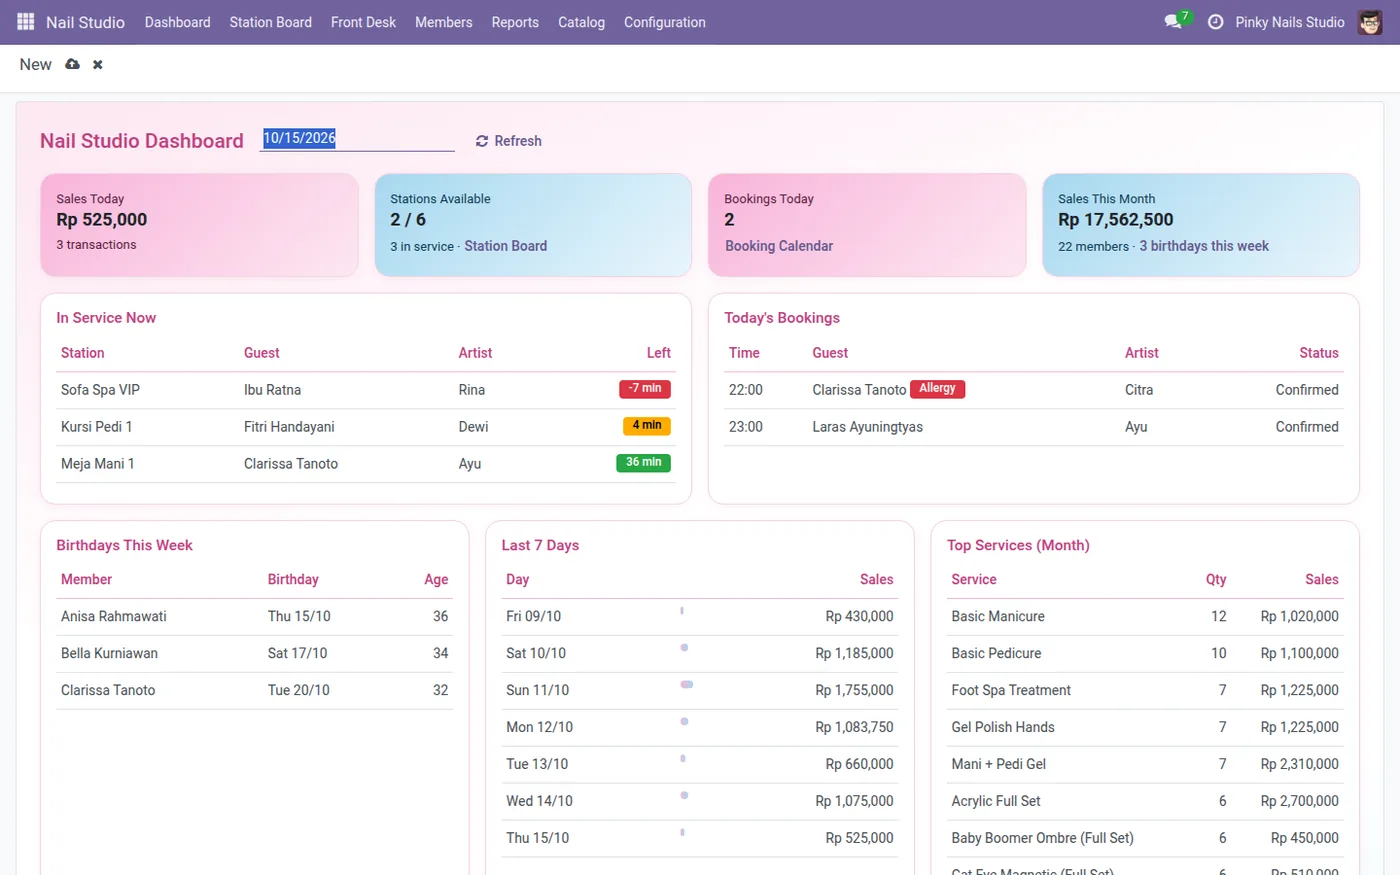 Nail Studio Dashboard Station Board Front Desk Members Reports Catalog Configuration 7 Pinky Nails Studio
New
Nail Studio Dashboard 10/15/2026 Refresh
Sales Today
Rp 525,000
3 transactions
Stations Available
2 / 6
3 in service · Station Board
Bookings Today
2
Booking Calendar
Sales This Month
Rp 17,562,500
22 members · 3 birthdays this week
In Service Now
Station Guest Artist Left
Sofa Spa VIP Ibu Ratna Rina -7 min
Kursi Pedi 1 Fitri Handayani Dewi 4 min
Meja Mani 1 Clarissa Tanoto Ayu 36 min
Today's Bookings
Time Guest Artist Status
22:00 Clarissa Tanoto Allergy Citra Confirmed
23:00 Laras Ayuningtyas Ayu Confirmed
Birthdays This Week
Member Birthday Age
Anisa Rahmawati Thu 15/10 36
Bella Kurniawan Sat 17/10 34
Clarissa Tanoto Tue 20/10 32
Last 7 Days
Day Sales
Fri 09/10 Rp 430,000
Sat 10/10 Rp 1,185,000
Sun 11/10 Rp 1,755,000
Mon 12/10 Rp 1,083,750
Tue 13/10 Rp 660,000
Wed 14/10 Rp 1,075,000
Thu 15/10 Rp 525,000
Top Services (Month)
Service Qty Sales
Basic Manicure 12 Rp 1,020,000
Basic Pedicure 10 Rp 1,100,000
Foot Spa Treatment 7 Rp 1,225,000
Gel Polish Hands 7 Rp 1,225,000
Mani + Pedi Gel 7 Rp 2,310,000
Acrylic Full Set 6 Rp 2,700,000
Baby Boomer Ombre (Full Set) 6 Rp 450,000
Cat Eye Magnetic (Full Set) 6 Rp 510,000